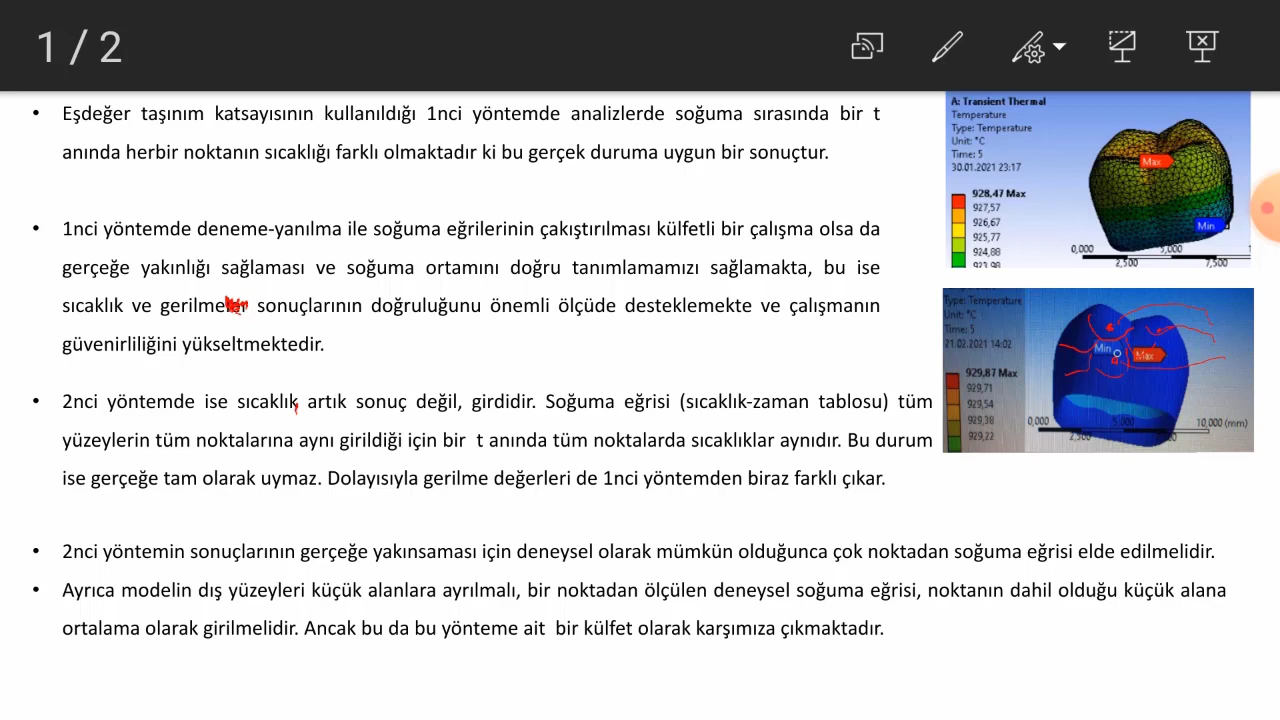 1 / 2
• Eşdeğer taşınım katsayısının kullanıldığı 1nci yöntemde analizlerde soğuma sırasında bir t
anında herbir noktanın sıcaklığı farklı olmaktadır ki bu gerçek duruma uygun bir sonuçtur.
• 1nci yöntemde deneme-yanılma ile soğuma eğrilerinin çakıştırılması külfetli bir çalışma olsa da
gerçeğe yakınlığı sağlaması ve soğuma ortamını doğru tanımlamamızı sağlamakta, bu ise
sıcaklık ve gerilmeler sonuçlarının doğruluğunu önemli ölçüde desteklemekte ve çalışmanın
güvenirliliğini yükseltmektedir.
• 2nci yöntemde ise sıcaklık artık sonuç değil, girdidir. Soğuma eğrisi (sıcaklık-zaman tablosu) tüm
yüzeylerin tüm noktalarına aynı girildiği için bir t anında tüm noktalarda sıcaklıklar aynıdır. Bu durum
ise gerçeğe tam olarak uymaz. Dolayısıyla gerilme değerleri de 1nci yöntemden biraz farklı çıkar.
• 2nci yöntemin sonuçlarının gerçeğe yakınsaması için deneysel olarak mümkün olduğunca çok noktadan soğuma eğrisi elde edilmelidir.
• Ayrıca modelin dış yüzeyleri küçük alanlara ayrılmalı, bir noktadan ölçülen deneysel soğuma eğrisi, noktanın dahil olduğu küçük alana
ortalama olarak girilmelidir. Ancak bu da bu yönteme ait bir külfet olarak karşımıza çıkmaktadır.
A: Transient Thermal
Temperature
Type: Temperature
Unit: °C
Time: 5
30.01.2021 23:17
928,47 Max
927,57
926,67
925,77
924,88
923,98
Max
Min
0,000
5,000
2,500
7,500
Type: Temperature
Unit: °C
Time: 5
21.02.2021 14:02
929,87 Max
929,71
929,54
929,38
929,22
Min
Max
0,000
5,000
10,000 (mm)
2,500